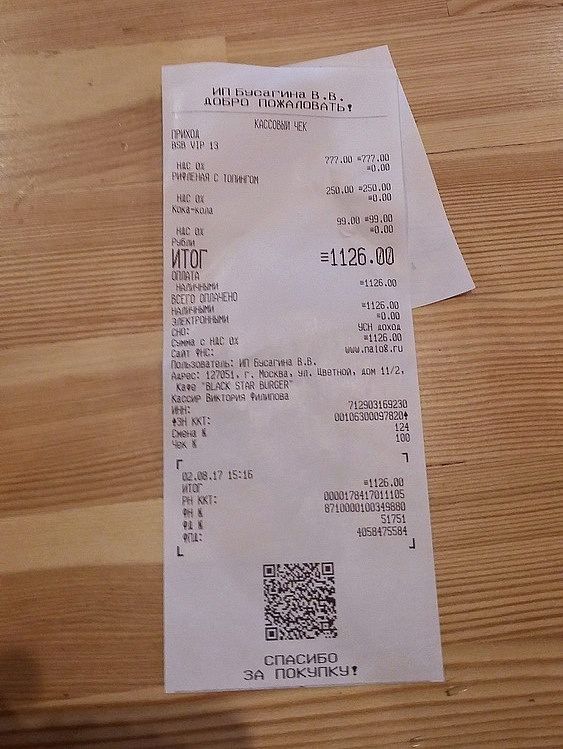 ИП Бусагина В.В.
ДОБРО ПОЖАЛОВАТЬ!
КАССОВЫЙ ЧЕК
ПРИХОД
BSB VIP 13
777.00 =777.00
НДС 0% =0.00
РИФЛЕНАЯ С ТОПИНГОМ
250.00 =250.00
НДС 0% =0.00
Кока-кола
99.00 =99.00
НДС 0% =0.00
Рубли
ИТОГ =1126.00
ОПЛАТА
НАЛИЧНЫМИ =1126.00
ВСЕГО ОПЛАЧЕНО
НАЛИЧНЫМИ =1126.00
ЭЛЕКТРОННЫМИ =0.00
СНО: УСН доход
Сумма с НДС 0% =1126.00
Сайт ФНС: www.nalog.ru
Пользователь: ИП Бусагина В.В.
Адрес: 127051, г. Москва, ул. Цветной, дом 11/2,
Кафе "BLACK STAR BURGER"
Кассир Виктория Филипова
ИНН: 712903169230
ЗН ККТ: 00106300097820
Смена № 124
Чек № 100
02.08.17 15:16
ИТОГ =1126.00
РН ККТ: 0000178417011105
ФН № 8710000100349880
ФД № 51751
ФПД: 4058475584
СПАСИБО
ЗА ПОКУПКУ!